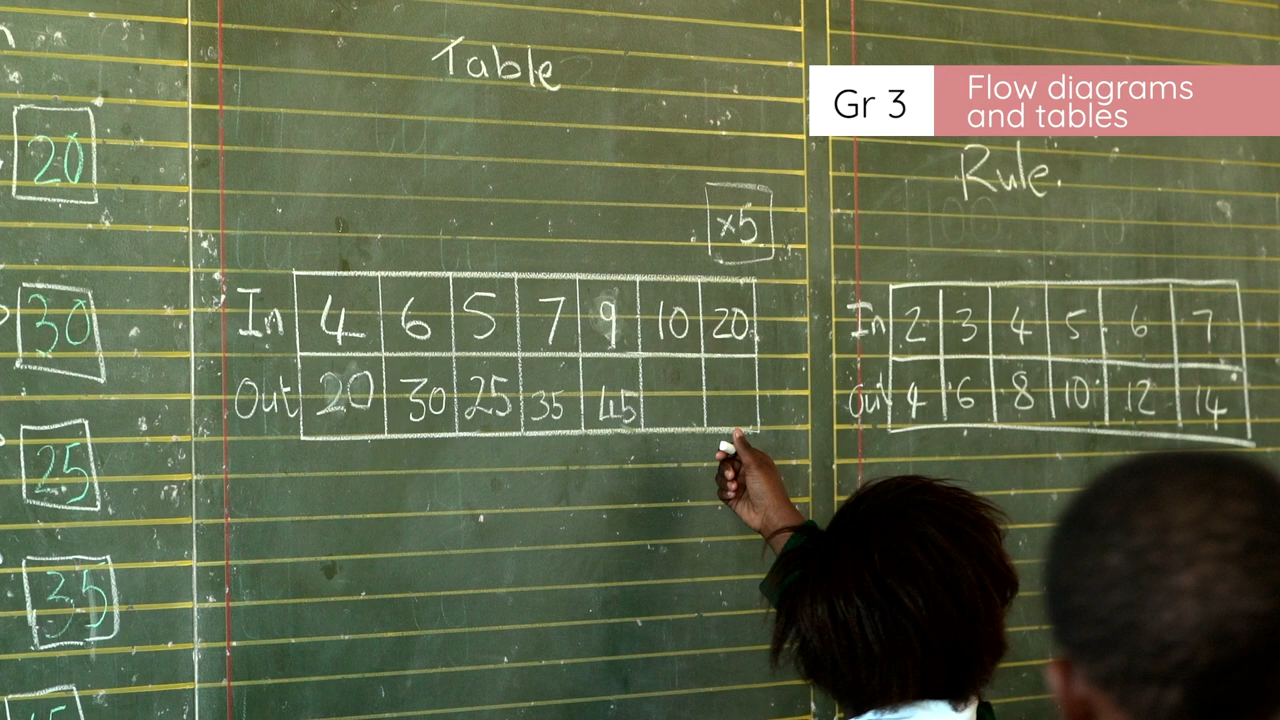 Gr 3
Flow diagrams
and tables
20
30
25
35
Table
×5
In 4 6 5 7 9 10 20
Out 20 30 25 35 45
Rule.
In 2 3 4 5 6 7
Out 4 6 8 10 12 14